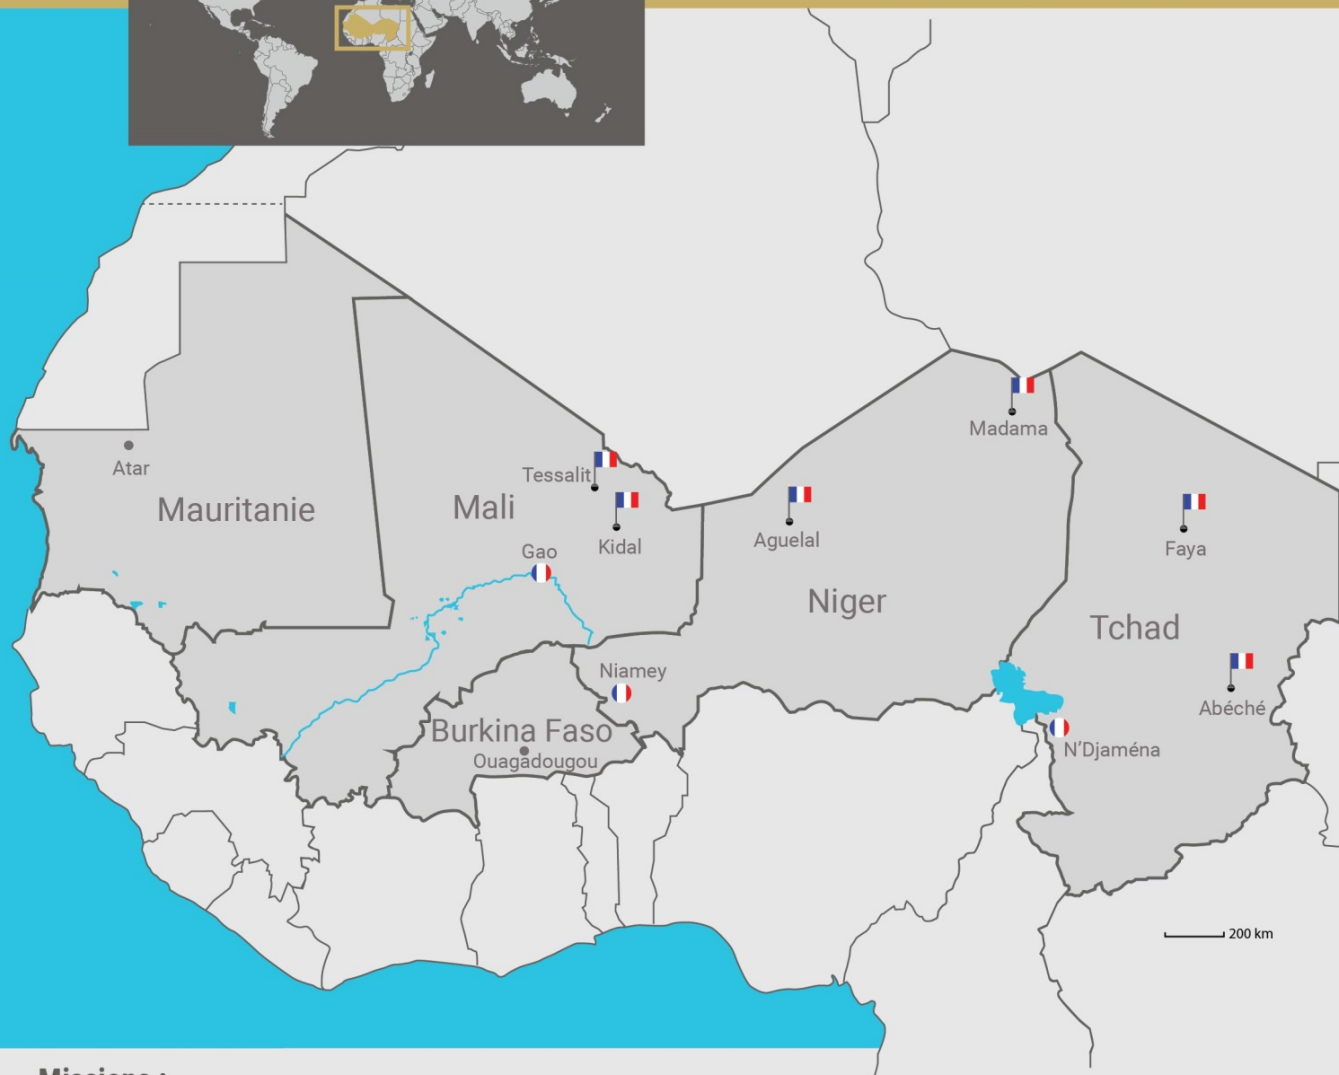 Madama
Atar
Tessalit
Mauritanie
Mali
Aguelal
Kidal
Faya
Gao
Niger
Tchad
Niamey
Abéché
Burkina Faso
N'Djaména
Ouagadougou
200 km
Missions :